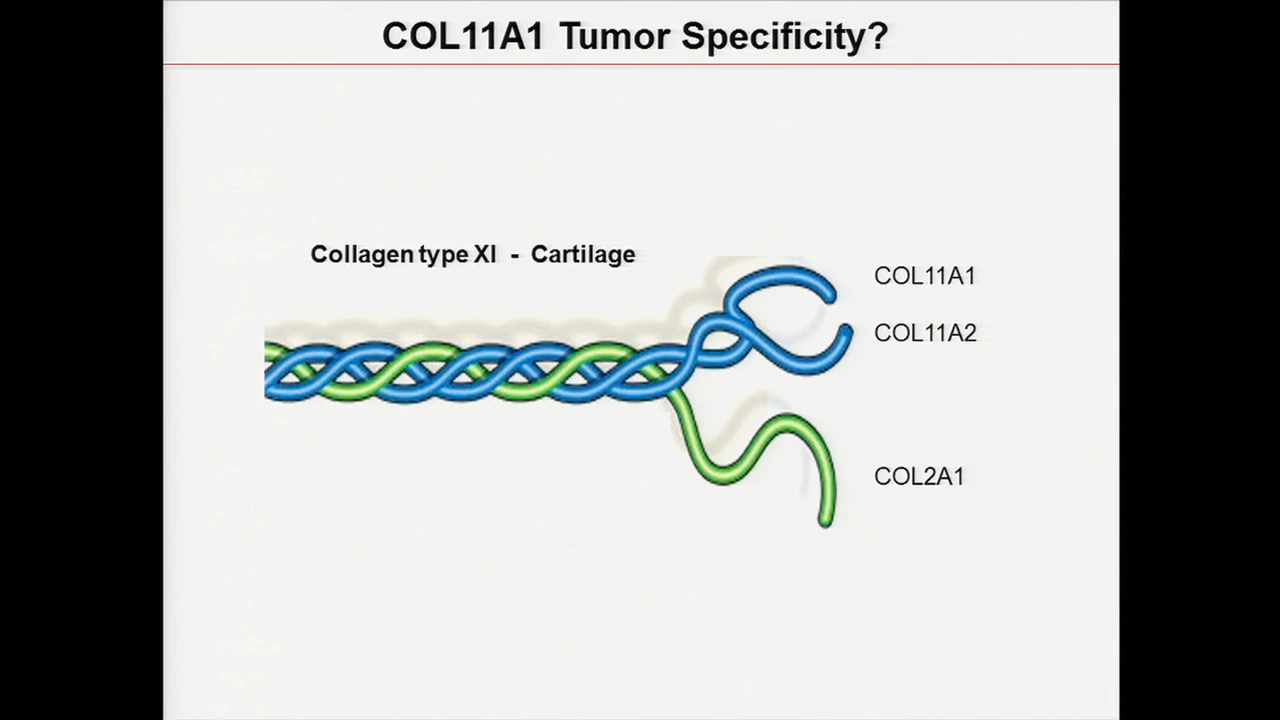 COL11A1 Tumor Specificity?
Collagen type XI - Cartilage
COL11A1
COL11A2
COL2A1